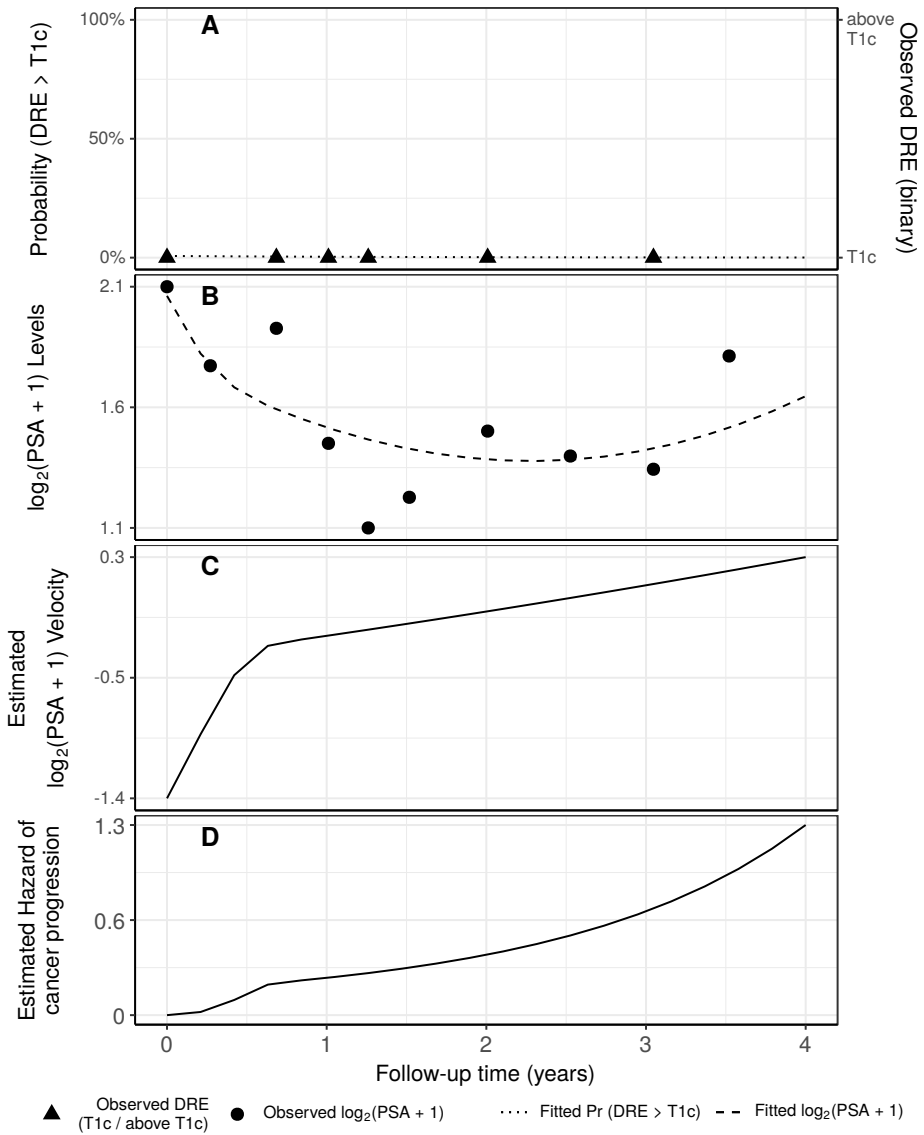 A
100%
50%
0%
Probability (DRE > T1c)
above
T1c
T1c
Observed DRE
(binary)
B
2.1
1.6
1.1
log₂(PSA + 1) Levels
C
0.3
-0.5
-1.4
Estimated
log₂(PSA + 1) Velocity
D
1.3
0.6
0
Estimated Hazard of
cancer progression
0 1 2 3 4
Follow-up time (years)
Observed DRE
(T1c / above T1c)
Observed log₂(PSA + 1)
Fitted Pr (DRE > T1c)
Fitted log₂(PSA + 1)